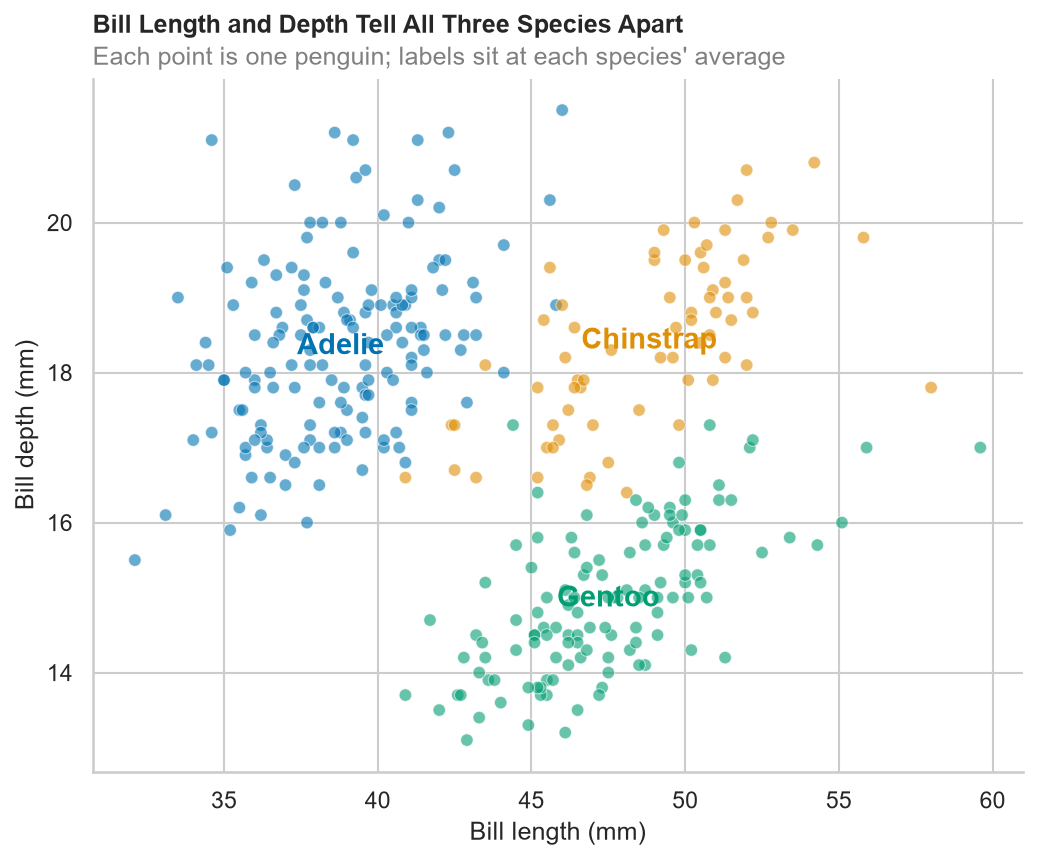 Bill Length and Depth Tell All Three Species Apart
Each point is one penguin; labels sit at each species' average
20
18
16
14
Bill depth (mm)
Adelie
Chinstrap
Gentoo
35 40 45 50 55 60
Bill length (mm)